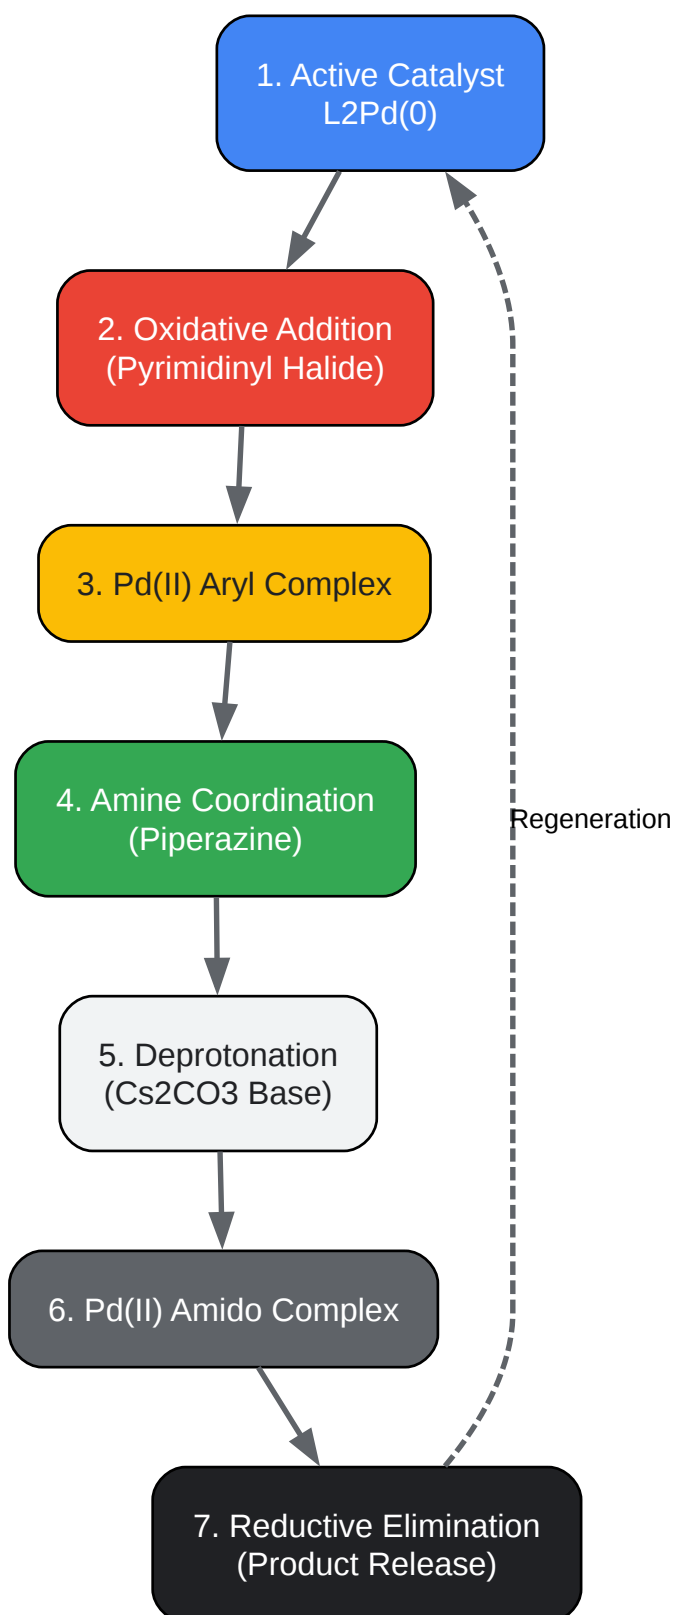 1. Active Catalyst
L2Pd(0)
2. Oxidative Addition
(Pyrimidinyl Halide)
3. Pd(II) Aryl Complex
4. Amine Coordination
(Piperazine)
Regeneration
5. Deprotonation
(Cs2CO3 Base)
6. Pd(II) Amido Complex
7. Reductive Elimination
(Product Release)